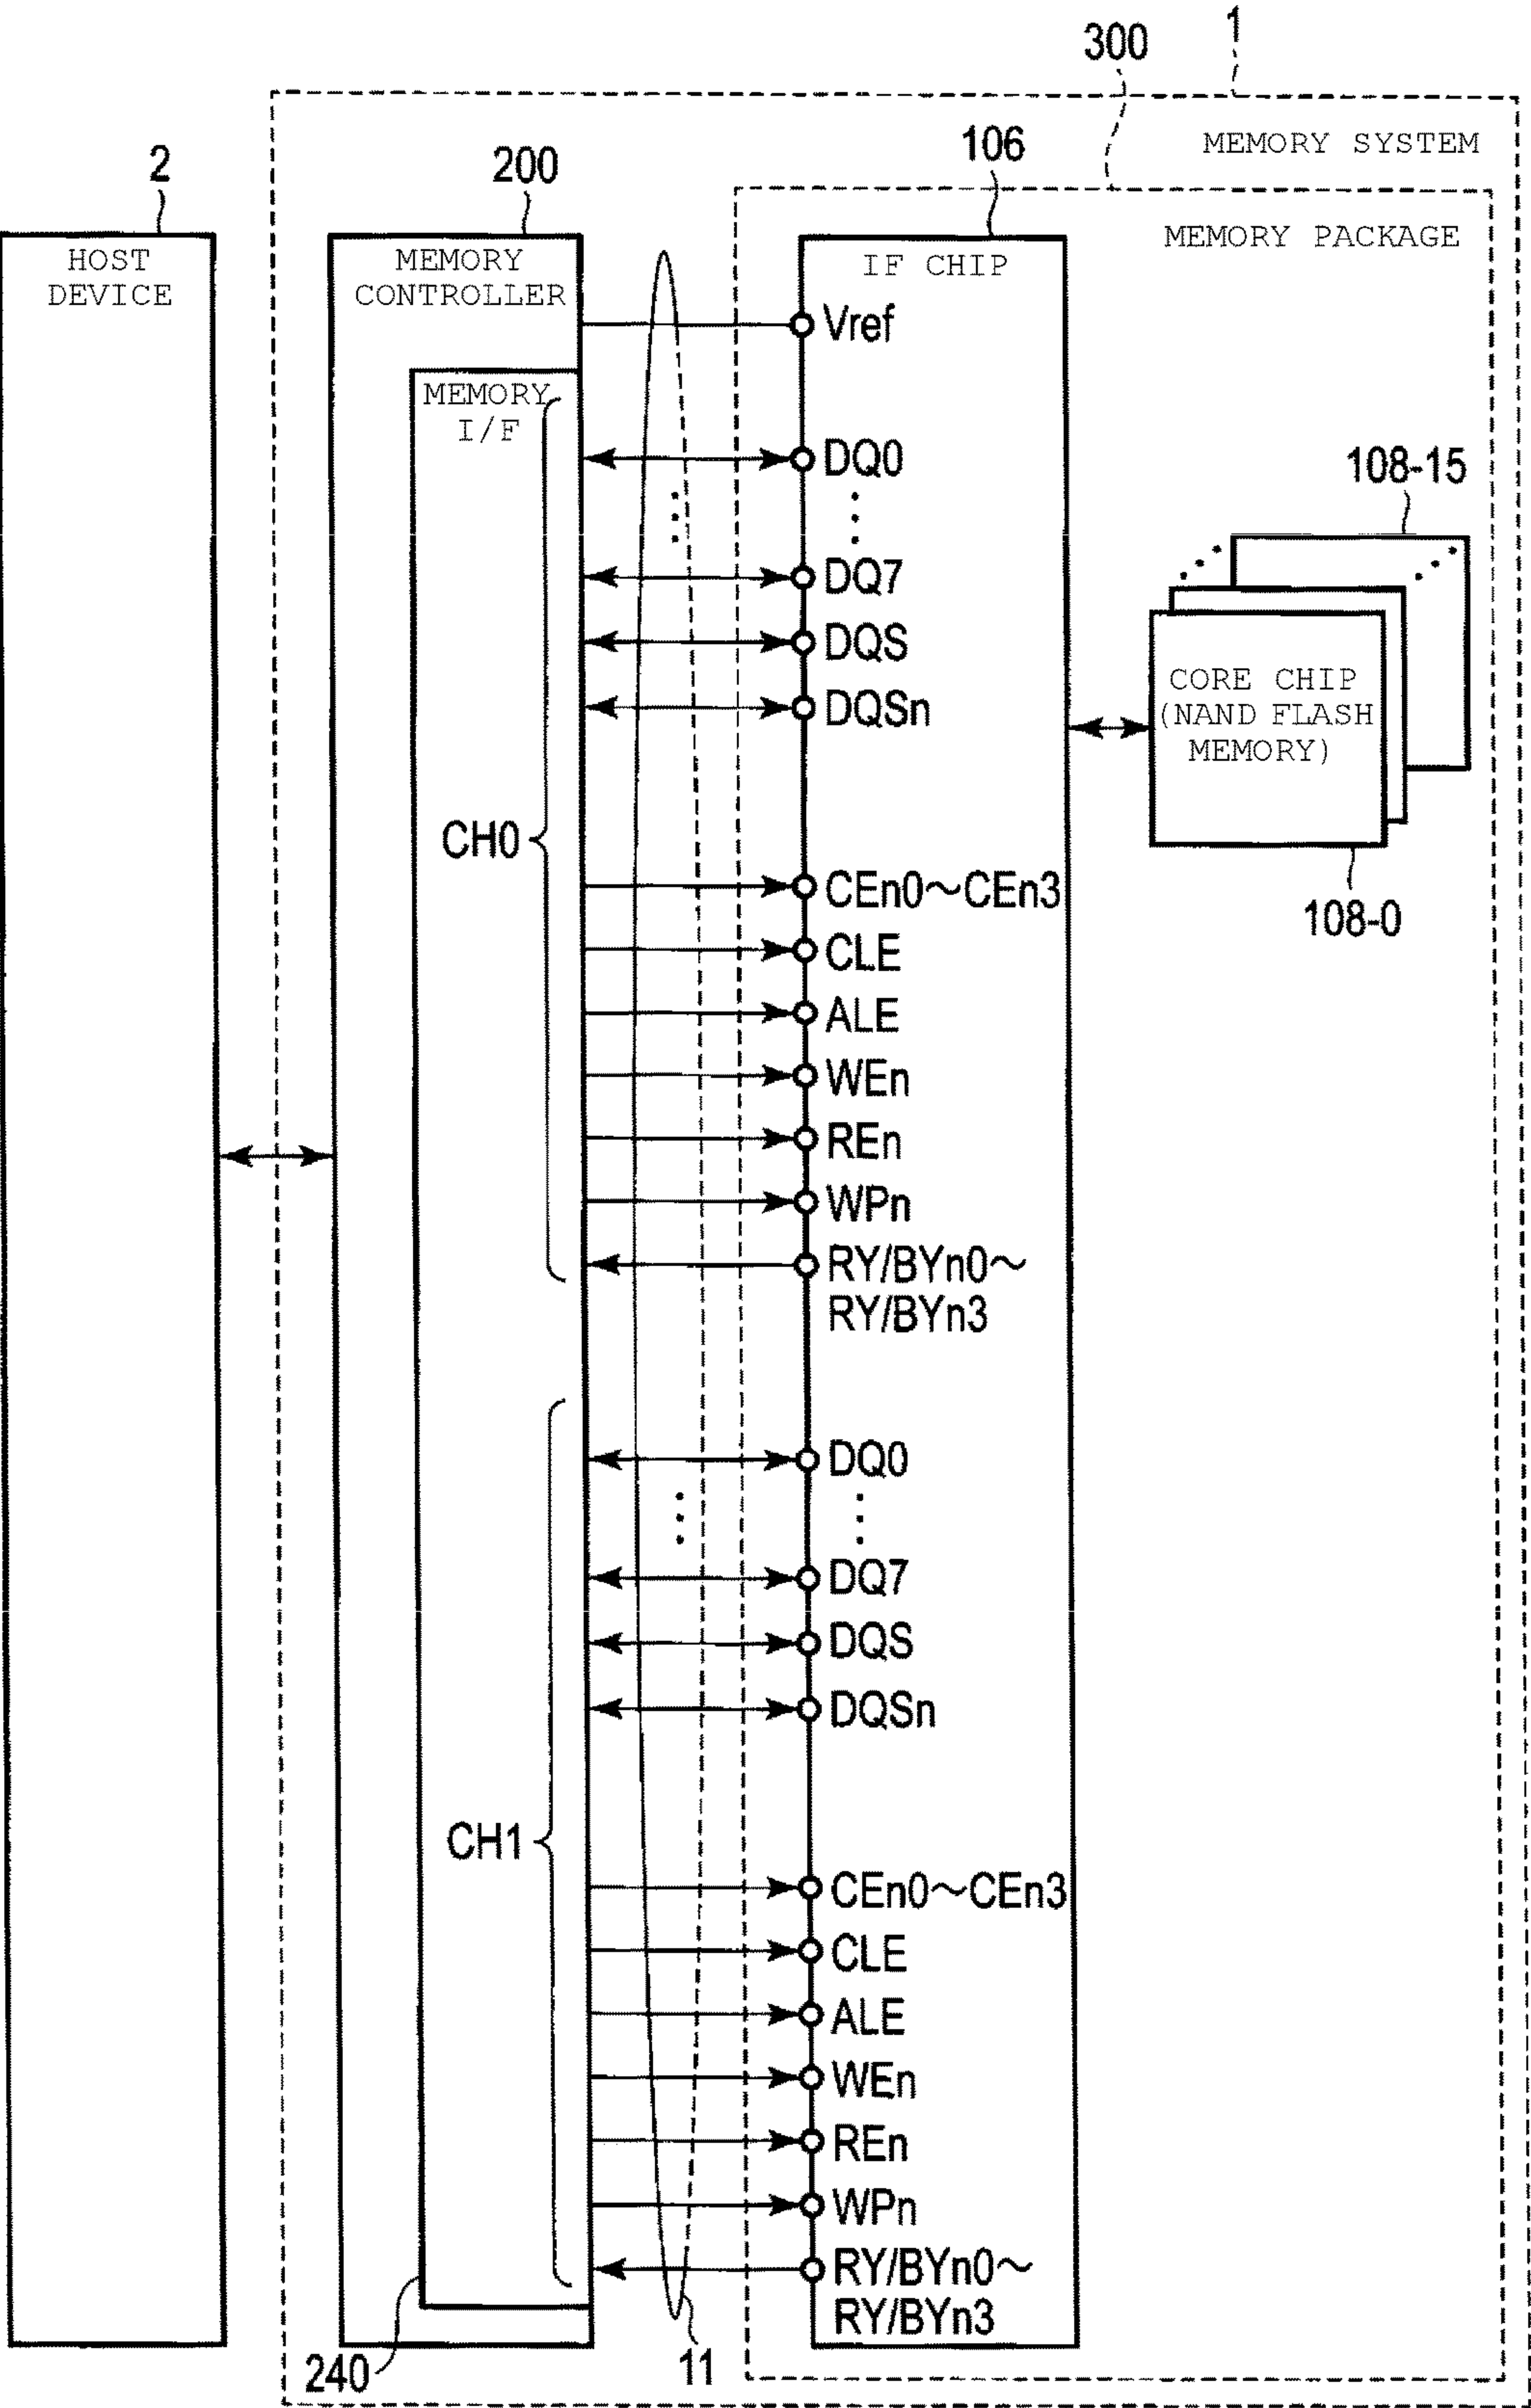 1
300
MEMORY SYSTEM
106
2
200
MEMORY PACKAGE
HOST
DEVICE
MEMORY
CONTROLLER
IF CHIP
Vref
MEMORY
I/F
CH0
DQ0
DQ7
DQS
DQSn
CEn0～CEn3
CLE
ALE
WEn
REn
WPn
RY/BYn0～
RY/BYn3
108-15
CORE CHIP
(NAND FLASH
MEMORY)
108-0
CH1
DQ0
DQ7
DQS
DQSn
CEn0～CEn3
CLE
ALE
WEn
REn
WPn
RY/BYn0～
RY/BYn3
240
11